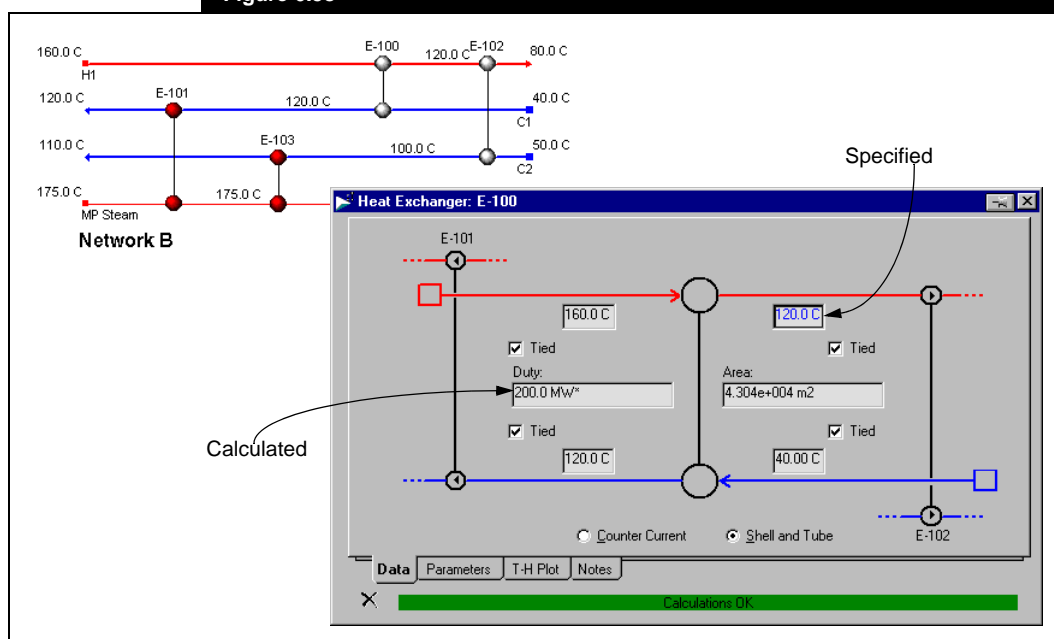 160.0 C
H1
E-100
120.0 C
E-102
80.0 C
120.0 C
E-101
120.0 C
40.0 C
C1
110.0 C
E-103
100.0 C
50.0 C
C2
175.0 C
MP Steam
175.0 C
Network B
Specified
Heat Exchanger: E-100
E-101
160.0 C
120.0 C
Tied
Tied
Duty:
Area:
200.0 MW*
4.304e+004 m2
Calculated
Tied
Tied
120.0 C
40.00 C
Counter Current
Shell and Tube
E-102
Data
Parameters
T-H Plot
Notes
Calculations OK